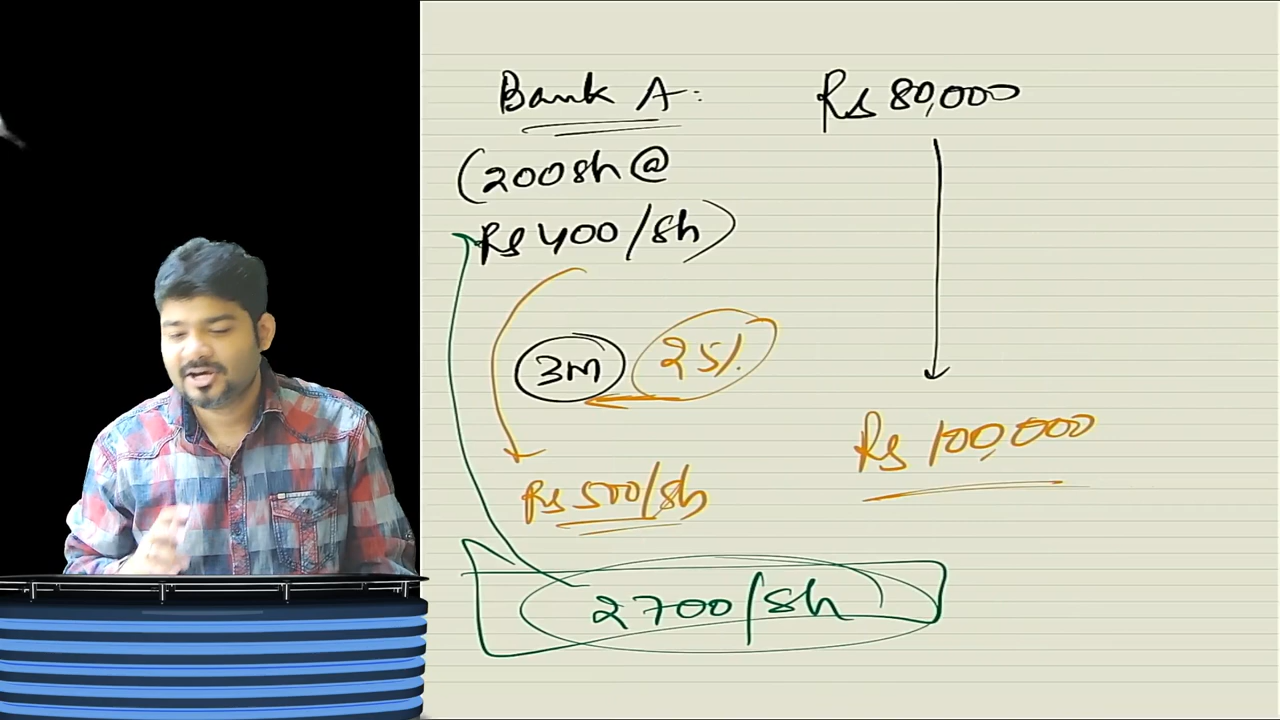 Bank A: Rs 80,000
(200sh @
Rs 400/sh)
3M 25%
Rs 100,000
Rs 500/sh
2700/sh